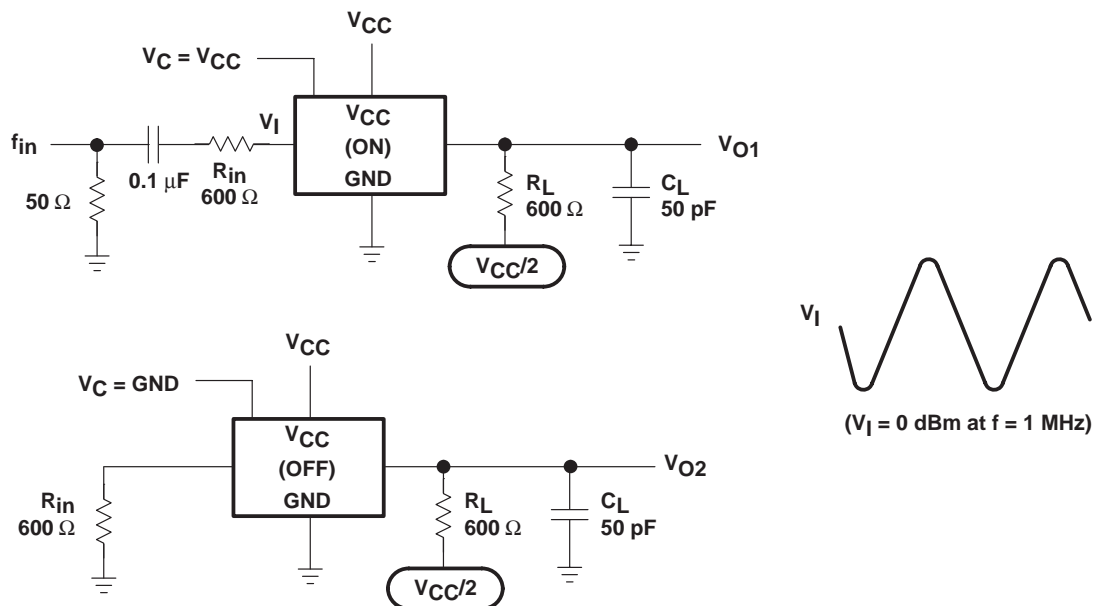 VCC
VC = VCC
fin
0.1 μF
Rin
600 Ω
VI
VCC
(ON)
GND
VO1
50 Ω
RL
600 Ω
CL
50 pF
VCC/2
VI
(VI = 0 dBm at f = 1 MHz)
VCC
VC = GND
Rin
600 Ω
VCC
(OFF)
GND
VO2
RL
600 Ω
CL
50 pF
VCC/2